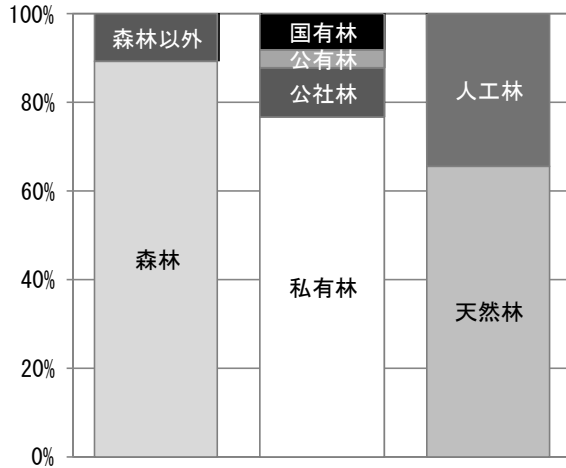 100%
80%
60%
40%
20%
0%
森林以外
森林
国有林
公有林
公社林
私有林
人工林
天然林